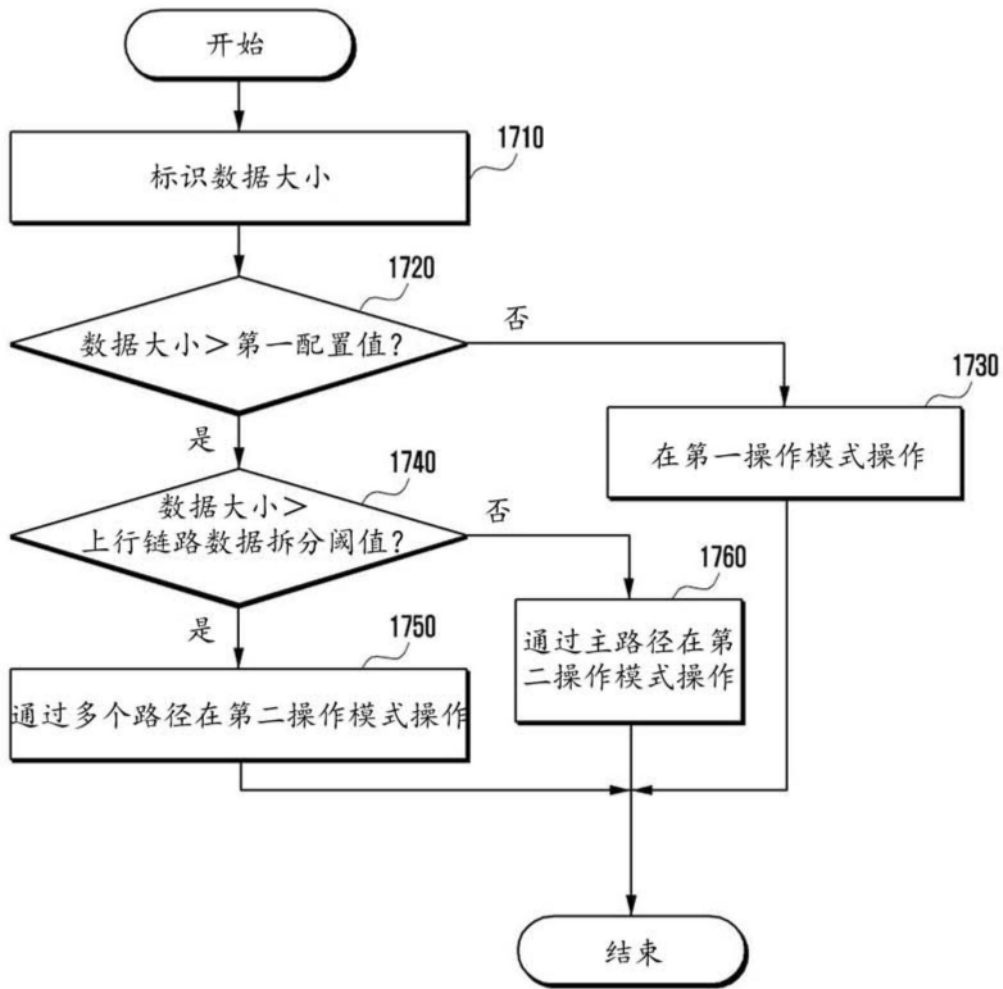 开始
1710
标识数据大小
1720
数据大小＞第一配置值?
否
是
1730
在第一操作模式操作
1740
数据大小＞
上行链路数据拆分阈值?
否
是
1760
通过主路径在第
二操作模式操作
1750
通过多个路径在第二操作模式操作
结束